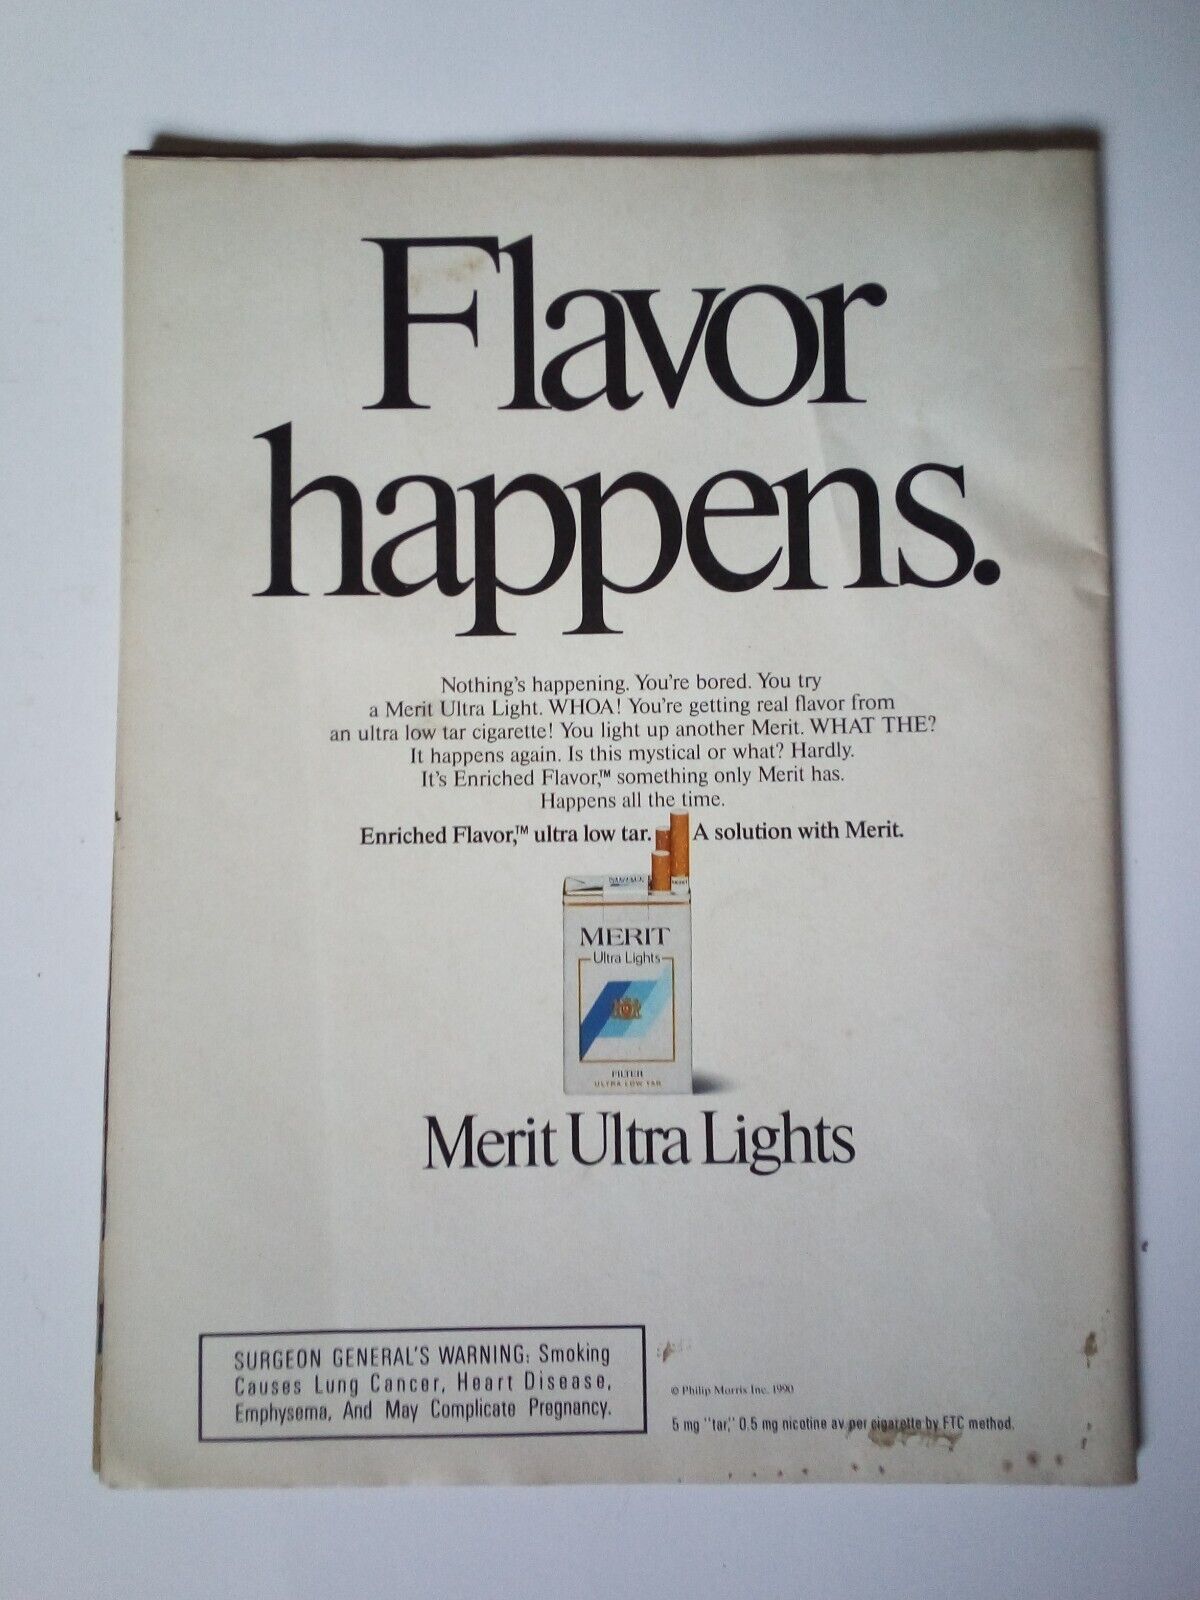 Flavor
happens.
Nothing's happening. You're bored. You try
a Merit Ultra Light. WHOA! You're getting real flavor from
an ultra low tar cigarette! You light up another Merit. WHAT THE?
It happens again. Is this mystical or what? Hardly.
It's Enriched Flavor,™ something only Merit has.
Happens all the time.
Enriched Flavor,™ ultra low tar. A solution with Merit.
MERIT
Ultra Lights
FILTER
ULTRA LOW TAR
Merit Ultra Lights
SURGEON GENERAL'S WARNING: Smoking
Causes Lung Cancer, Heart Disease,
Emphysema, And May Complicate Pregnancy.
© Philip Morris Inc. 1990
5 mg "tar," 0.5 mg nicotine av per cigarette by FTC method.